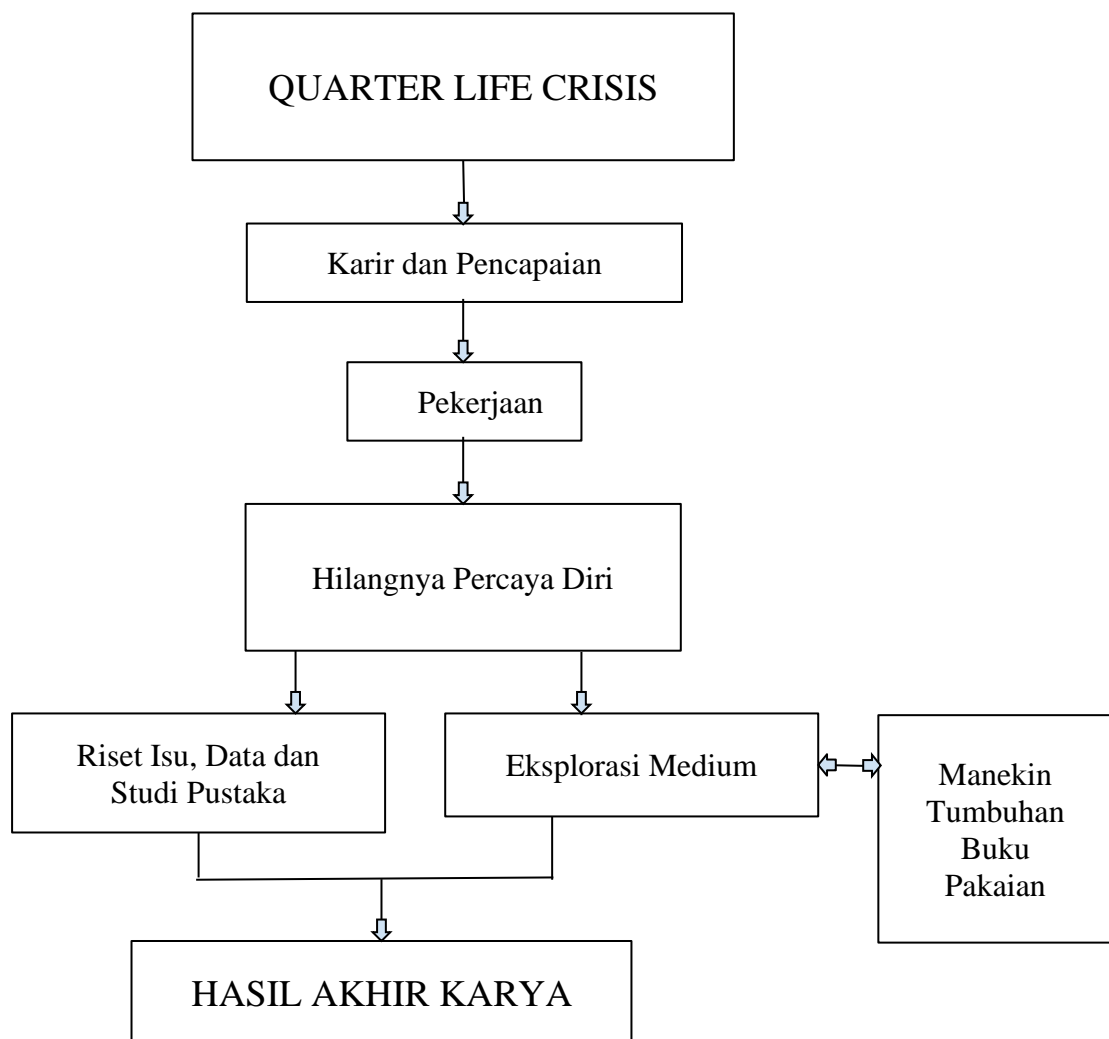 QUARTER LIFE CRISIS
Karir dan Pencapaian
Pekerjaan
Hilangnya Percaya Diri
Riset Isu, Data dan
Studi Pustaka
Eksplorasi Medium
Manekin
Tumbuhan
Buku
Pakaian
HASIL AKHIR KARYA